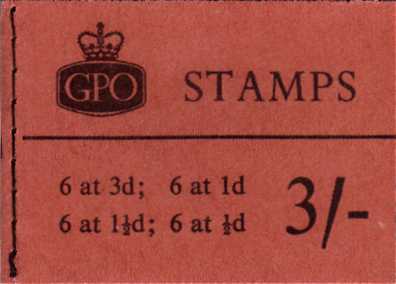 GPO STAMPS
6 at 3d; 6 at 1d
6 at 1½d; 6 at ½d
3/-